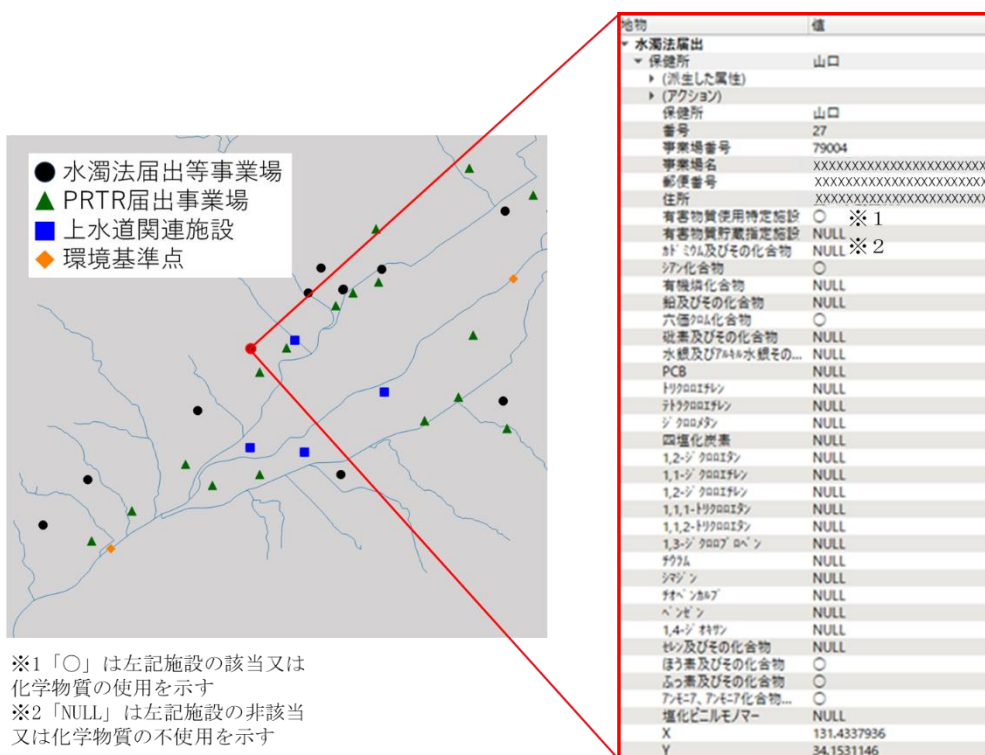 ● 水濁法届出等事業場
▲ PRTR届出事業場
■ 上水道関連施設
◆ 環境基準点
※1「○」は左記施設の該当又は
化学物質の使用を示す
※2「NULL」は左記施設の非該当
又は化学物質の不使用を示す
地物 値
水濁法届出
保健所 山口
(派生した属性)
(アクション)
保健所 山口
番号 27
事業場番号 79004
事業場名 XXXXXXXXXXXXXXXXXXXXXXX
郵便番号 XXXXXXXXXXXXXXXXXXXXXXX
住所 XXXXXXXXXXXXXXXXXXXXXXX
有害物質使用特定施設 ○ ※1
有害物質貯蔵指定施設 NULL
カドミウム及びその化合物 NULL ※2
シアン化合物 ○
有機燐化合物 NULL
鉛及びその化合物 NULL
六価クロム化合物 ○
砒素及びその化合物 NULL
水銀及びアルキル水銀その... NULL
PCB NULL
トリクロロエチレン NULL
テトラクロロエチレン NULL
ジクロロメタン NULL
四塩化炭素 NULL
1,2-ジクロロエタン NULL
1,1-ジクロロエチレン NULL
1,2-ジクロロエチレン NULL
1,1,1-トリクロロエタン NULL
1,1,2-トリクロロエタン NULL
1,3-ジクロロプロペン NULL
チウラム NULL
シマジン NULL
チオベンカルブ NULL
ベンゼン NULL
1,4-ジオキサン NULL
セレン及びその化合物 NULL
ほう素及びその化合物 ○
ふっ素及びその化合物 ○
アンモニア、アンモニア化合物... ○
塩化ビニルモノマー NULL
X 131.4337936
Y 34.1531146